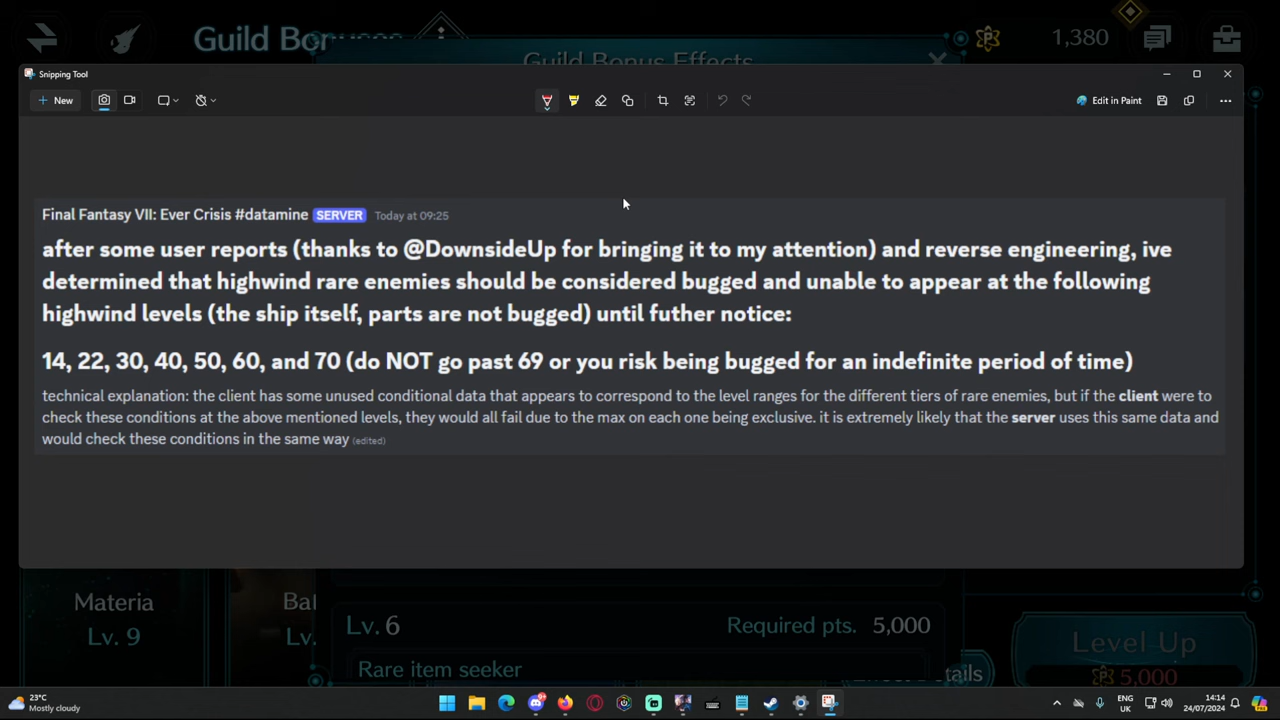 Guild Bonuses
1,380
Guild Bonus Effects
Snipping Tool
New
Edit in Paint
Final Fantasy VII: Ever Crisis #datamine SERVER Today at 09:25
after some user reports (thanks to @DownsideUp for bringing it to my attention) and reverse engineering, ive
determined that highwind rare enemies should be considered bugged and unable to appear at the following
highwind levels (the ship itself, parts are not bugged) until futher notice:
14, 22, 30, 40, 50, 60, and 70 (do NOT go past 69 or you risk being bugged for an indefinite period of time)
technical explanation: the client has some unused conditional data that appears to correspond to the level ranges for the different tiers of rare enemies, but if the client were to
check these conditions at the above mentioned levels, they would all fail due to the max on each one being exclusive. it is extremely likely that the server uses this same data and
would check these conditions in the same way (edited)
Materia
Lv. 9
Bat
Lv.
Lv. 6
Required pts. 5,000
Rare item seeker
Level Up
5,000
23°C
Mostly cloudy
ENG
UK
14:14
24/07/2024